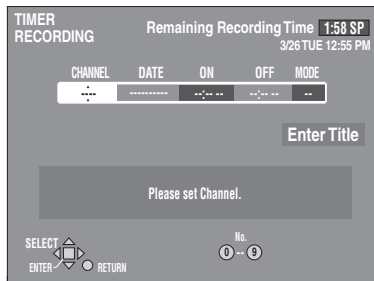 TIMER
RECORDING
Remaining Recording Time 1:58 SP
3/26 TUE 12:55 PM
CHANNEL DATE ON OFF MODE
---- ---------- --:-- -- --:-- -- --
Enter Title
Please set Channel.
SELECT
No.
0 -- 9
ENTER RETURN